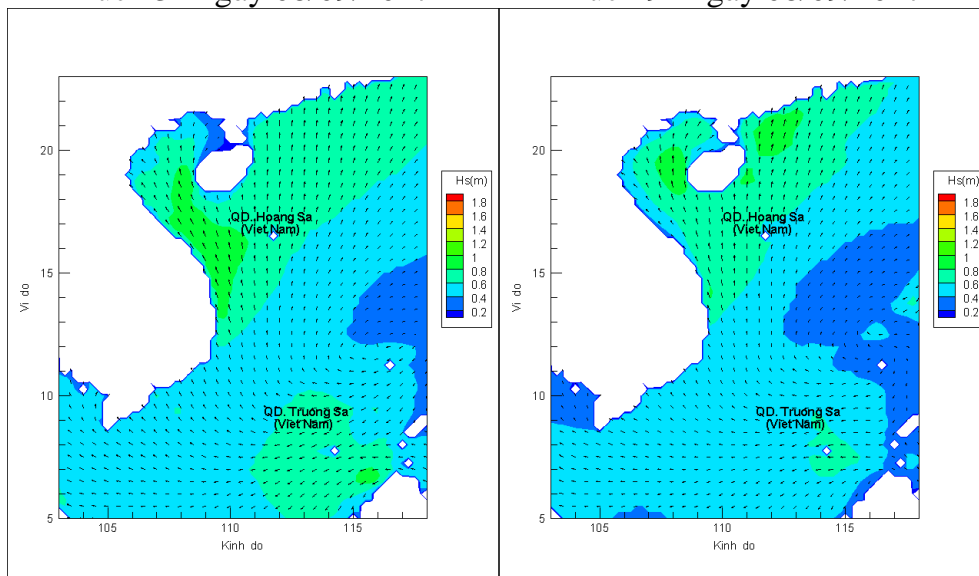 20
15
10
5
105
110
115
Kinh do
Vi do
QD. Hoang Sa
(Viet Nam)
QD. Truong Sa
(Viet Nam)
Hs(m)
1.8
1.6
1.4
1.2
1
0.8
0.6
0.4
0.2
20
15
10
5
105
110
115
Kinh do
Vi do
QD. Hoang Sa
(Viet Nam)
QD. Truong Sa
(Viet Nam)
Hs(m)
1.8
1.6
1.4
1.2
1
0.8
0.6
0.4
0.2